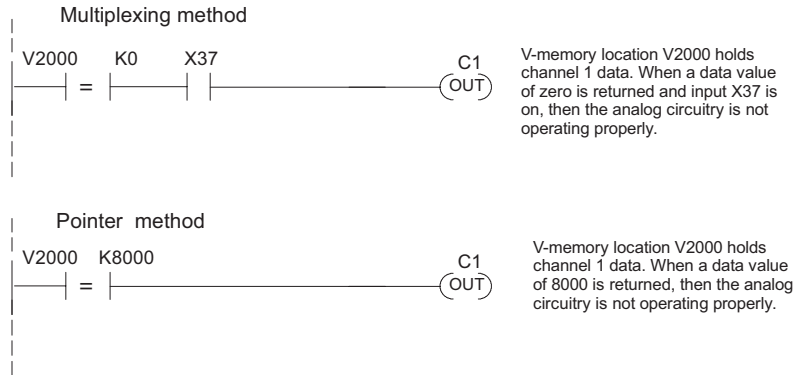 Multiplexing method
V2000 K0 X37 C1
= OUT
V-memory location V2000 holds
channel 1 data. When a data value
of zero is returned and input X37 is
on, then the analog circuitry is not
operating properly.
Pointer method
V2000 K8000 C1
= OUT
V-memory location V2000 holds
channel 1 data. When a data value
of 8000 is returned, then the analog
circuitry is not operating properly.